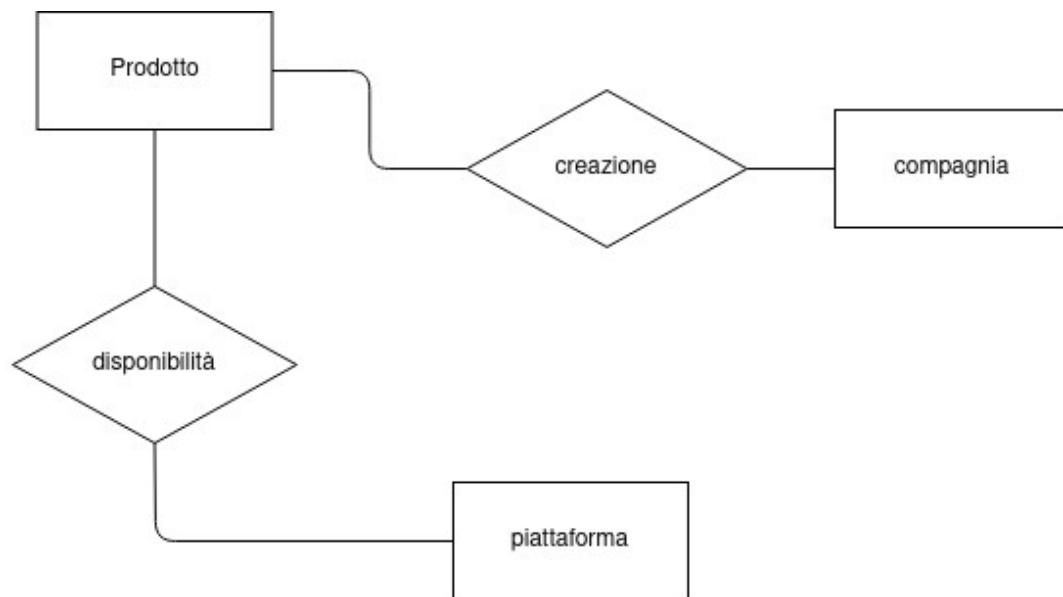 Prodotto
creazione
compagnia
disponibilità
piattaforma